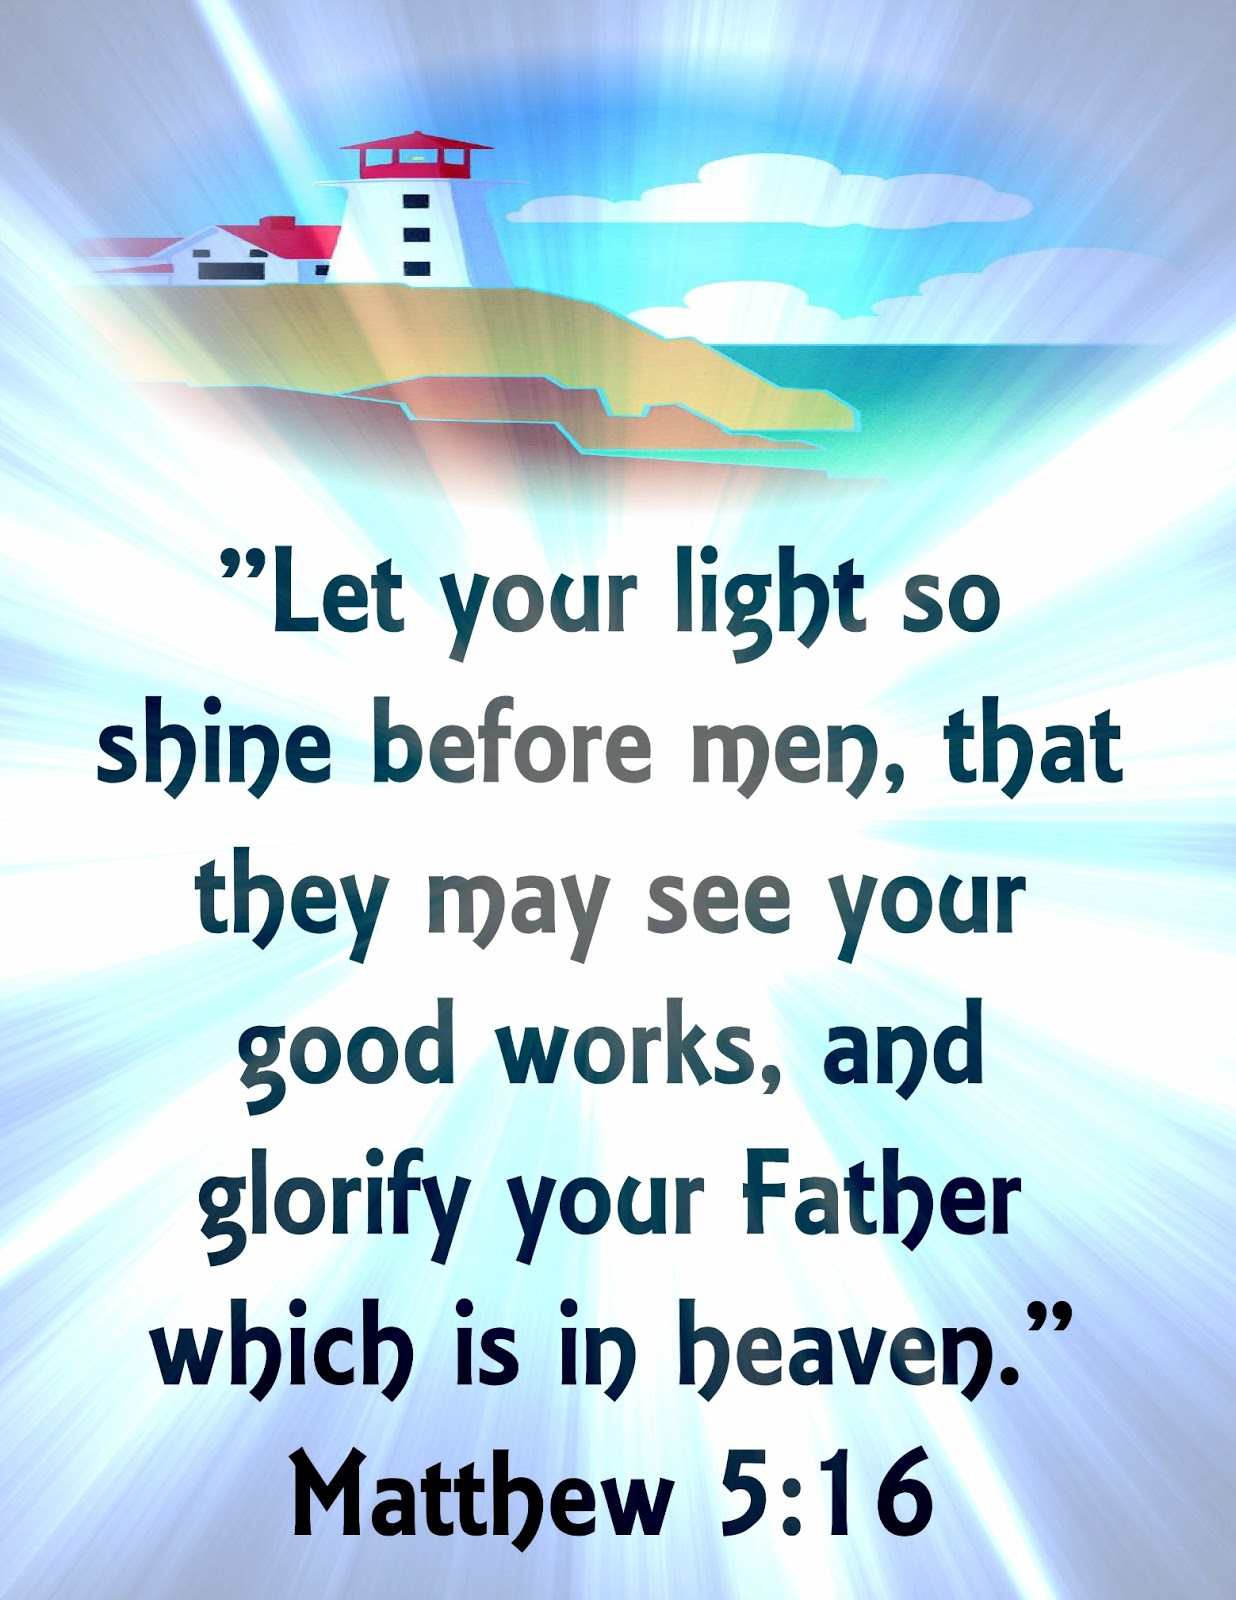 ”Let your light so
shine before men, that
they may see your
good works, and
glorify your Father
which is in heaven.”
Matthew 5:16